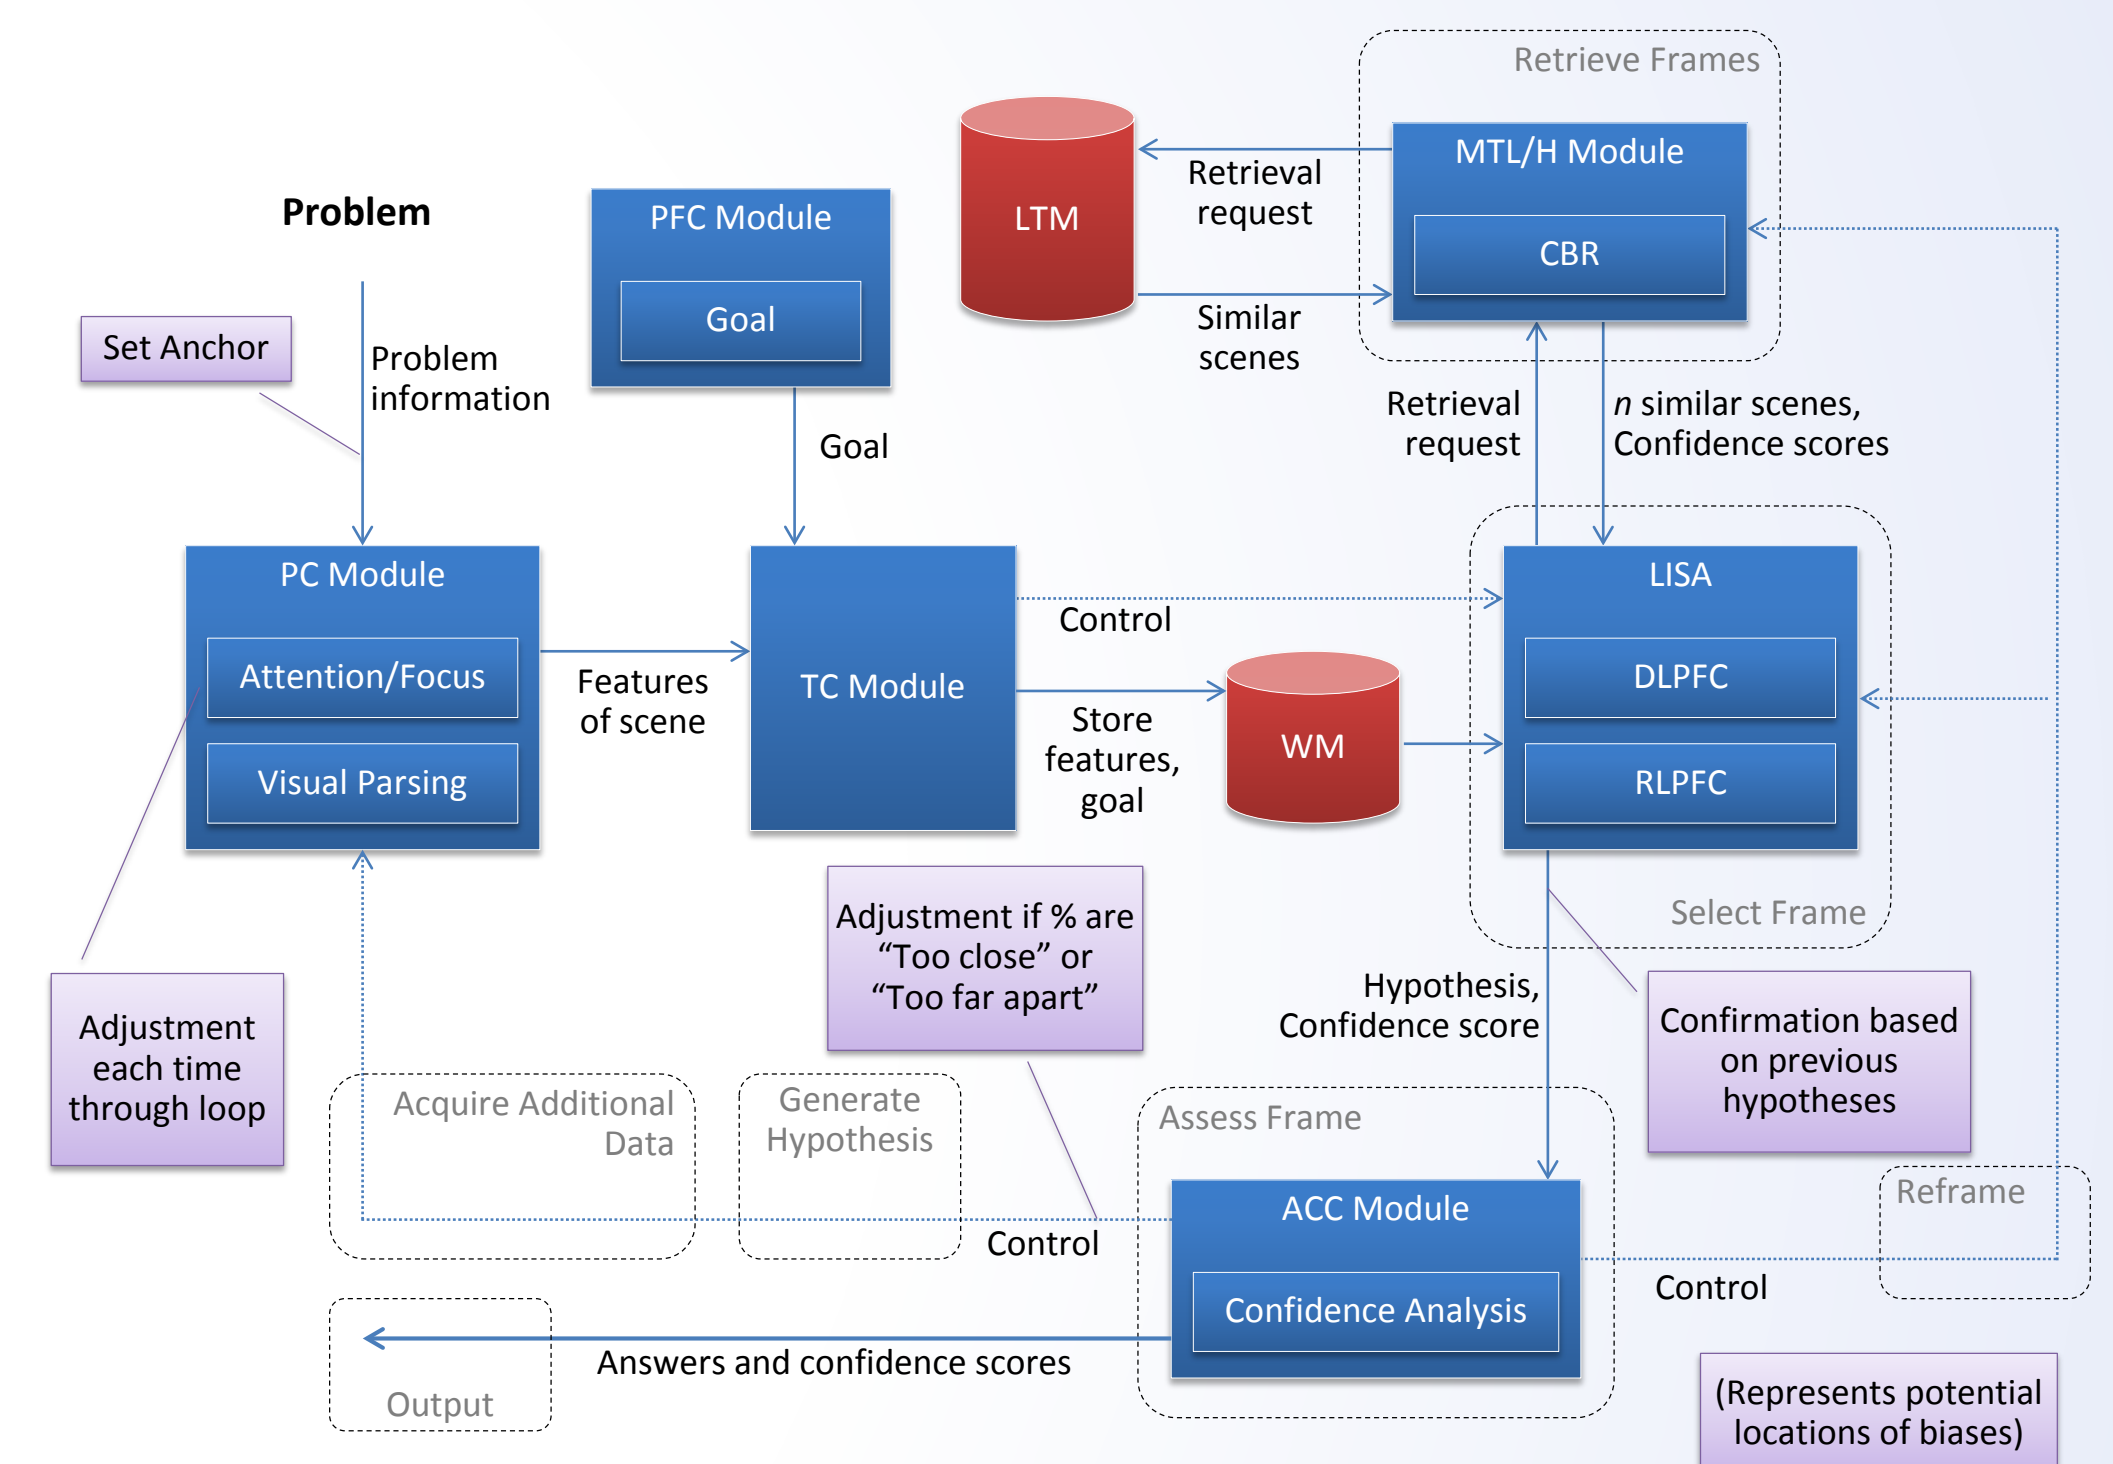 Retrieve Frames
MTL/H Module
CBR
LTM
Retrieval
request
Similar
scenes
Problem
PFC Module
Goal
Set Anchor
Problem
information
Goal
Retrieval
request
n similar scenes,
Confidence scores
PC Module
Attention/Focus
Visual Parsing
Features
of scene
TC Module
Control
Store
features,
goal
WM
LISA
DLPFC
RLPFC
Select Frame
Adjustment if % are
“Too close” or
“Too far apart”
Hypothesis,
Confidence score
Confirmation based
on previous
hypotheses
Adjustment
each time
through loop
Acquire Additional
Data
Generate
Hypothesis
Assess Frame
ACC Module
Confidence Analysis
Reframe
Control
Control
Answers and confidence scores
Output
(Represents potential
locations of biases)